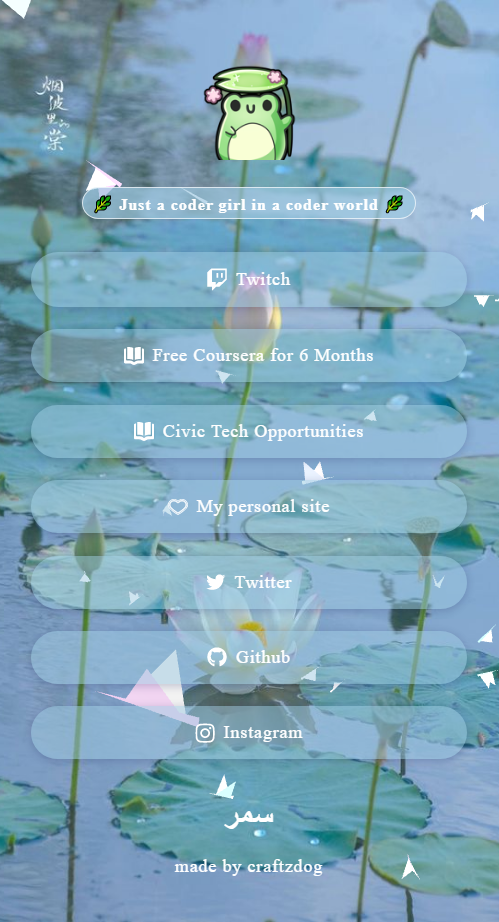 烟
波
里
棠
Just a coder girl in a coder world
Twitch
Free Coursera for 6 Months
Civic Tech Opportunities
My personal site
Twitter
Github
Instagram
سمر
made by craftzdog